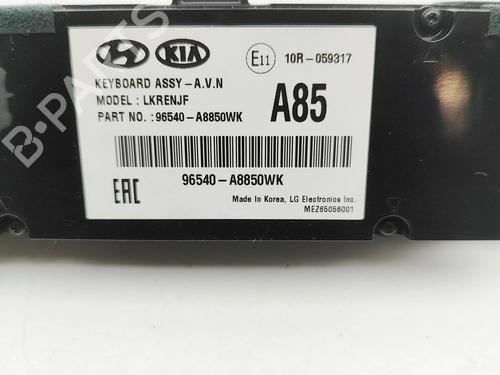 KIA
E11
10R-059317
KEYBOARD ASSY-A.V.N
MODEL : LKRENJF
PART NO. : 96540-A8850WK
A85
96540-A8850WK
EAC
Made in Korea, LG Electronics Inc.
MEZ65056001
B-PARTS